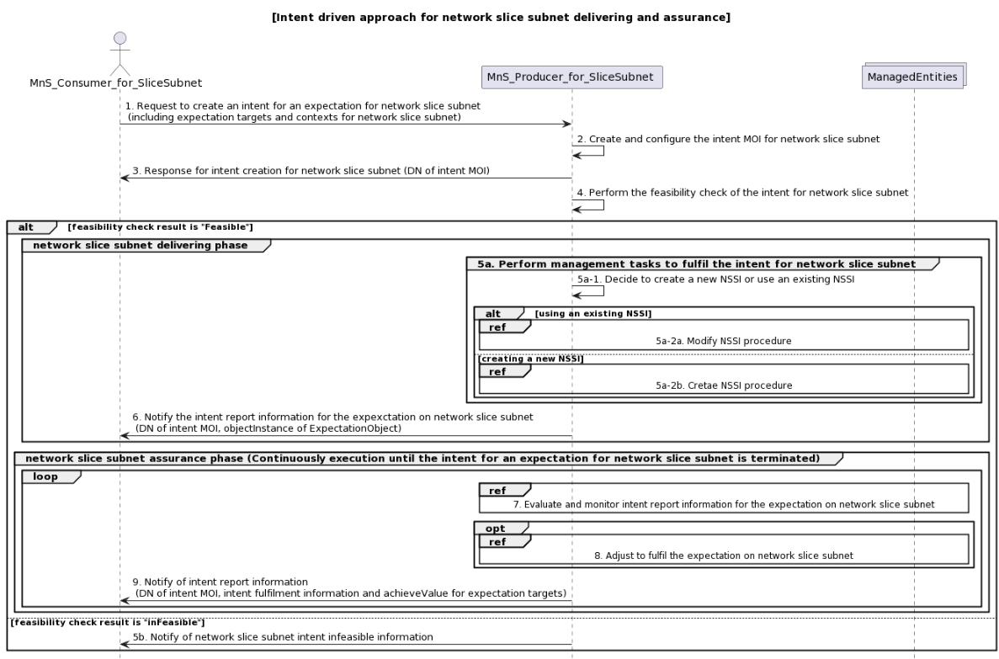 [Intent driven approach for network slice subnet delivering and assurance]
MnS_Consumer_for_SliceSubnet
MnS_Producer_for_SliceSubnet
ManagedEntities
1. Request to create an intent for an expectation for network slice subnet
(including expectation targets and contexts for network slice subnet)
2. Create and configure the intent MOI for network slice subnet
3. Response for intent creation for network slice subnet (DN of intent MOI)
4. Perform the feasibility check of the intent for network slice subnet
alt [feasibility check result is "Feasible"]
network slice subnet delivering phase
5a. Perform management tasks to fulfil the intent for network slice subnet
5a-1. Decide to create a new NSSI or use an existing NSSI
alt [using an existing NSSI]
ref
5a-2a. Modify NSSI procedure
[creating a new NSSI]
ref
5a-2b. Cretae NSSI procedure
6. Notify the intent report information for the expexctation on network slice subnet
(DN of intent MOI, objectInstance of ExpectationObject)
network slice subnet assurance phase (Continuously execution until the intent for an expectation for network slice subnet is terminated)
loop
ref
7. Evaluate and monitor intent report information for the expectation on network slice subnet
opt
ref
8. Adjust to fulfil the expectation on network slice subnet
9. Notify of intent report information
(DN of intent MOI, intent fulfilment information and achieveValue for expectation targets)
[feasibility check result is "inFeasible"]
5b. Notify of network slice subnet intent infeasible information